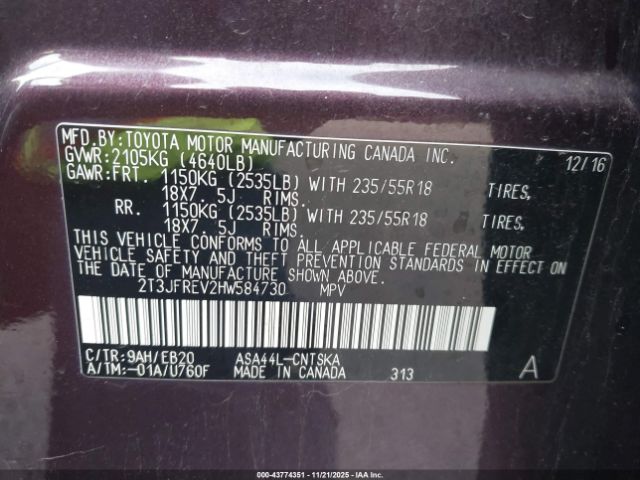 MFD.BY:TOYOTA MOTOR MANUFACTURING CANADA INC.
GVWR:2105KG (4640LB) 12/16
GAWR:FRT. 1150KG (2535LB) WITH 235/55R18 TIRES,
18X7. 5J RIMS.
RR. 1150KG (2535LB) WITH 235/55R18 TIRES,
18X7. 5J RIMS.
THIS VEHICLE CONFORMS TO ALL APPLICABLE FEDERAL MOTOR
VEHICLE SAFETY AND THEFT PREVENTION STANDARDS IN EFFECT ON
THE DATE OF MANUFACTURE SHOWN ABOVE.
2T3JFREV2HW584730 MPV
C/TR:9AH/EB20 ASA44L-CNTSKA
A/TM:-01A/U760F MADE IN CANADA 313 A
000-43774351 - 11/21/2025 - IAAI.CA